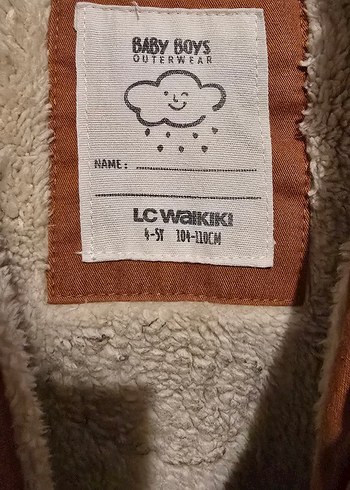 BABY BOYS
OUTERWEAR
NAME:
LC WAIKIKI
4-5Y 104-110CM